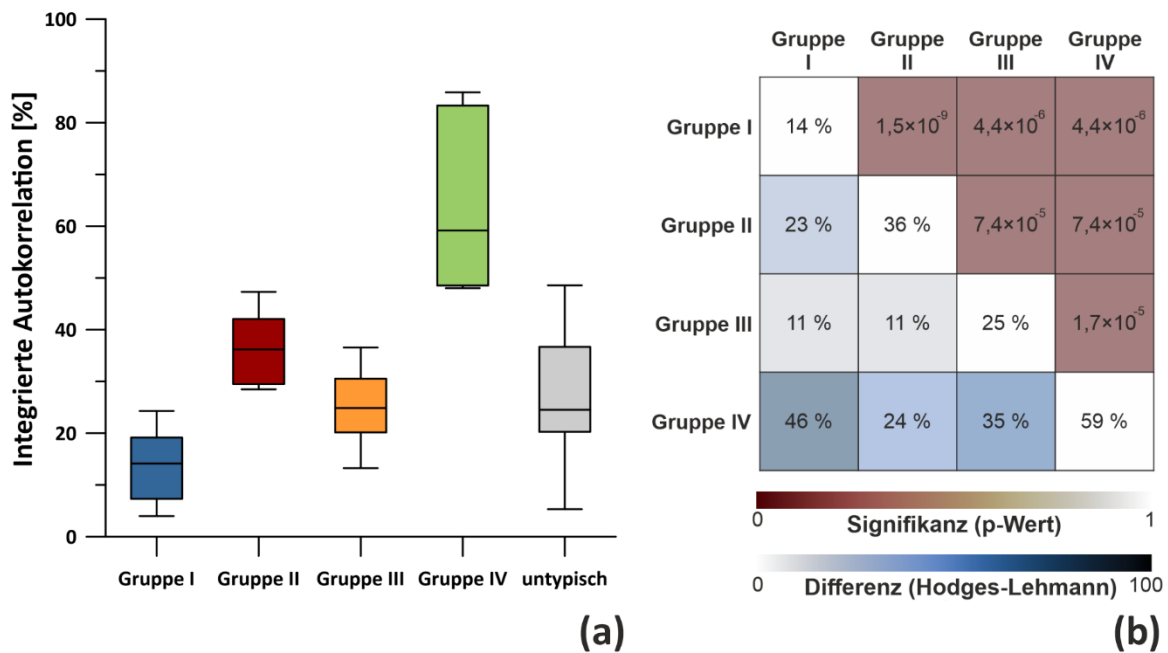 Integrierte Autokorrelation [%]
100
80
60
40
20
0
Gruppe I
Gruppe II
Gruppe III
Gruppe IV
untypisch
(a)
Gruppe I
Gruppe II
Gruppe III
Gruppe IV
Gruppe I
14 %
1,5×10⁻⁹
4,4×10⁻⁶
4,4×10⁻⁶
Gruppe II
23 %
36 %
7,4×10⁻⁵
7,4×10⁻⁵
Gruppe III
11 %
11 %
25 %
1,7×10⁻⁵
Gruppe IV
46 %
24 %
35 %
59 %
0
Signifikanz (p-Wert)
1
0
Differenz (Hodges-Lehmann)
100
(b)